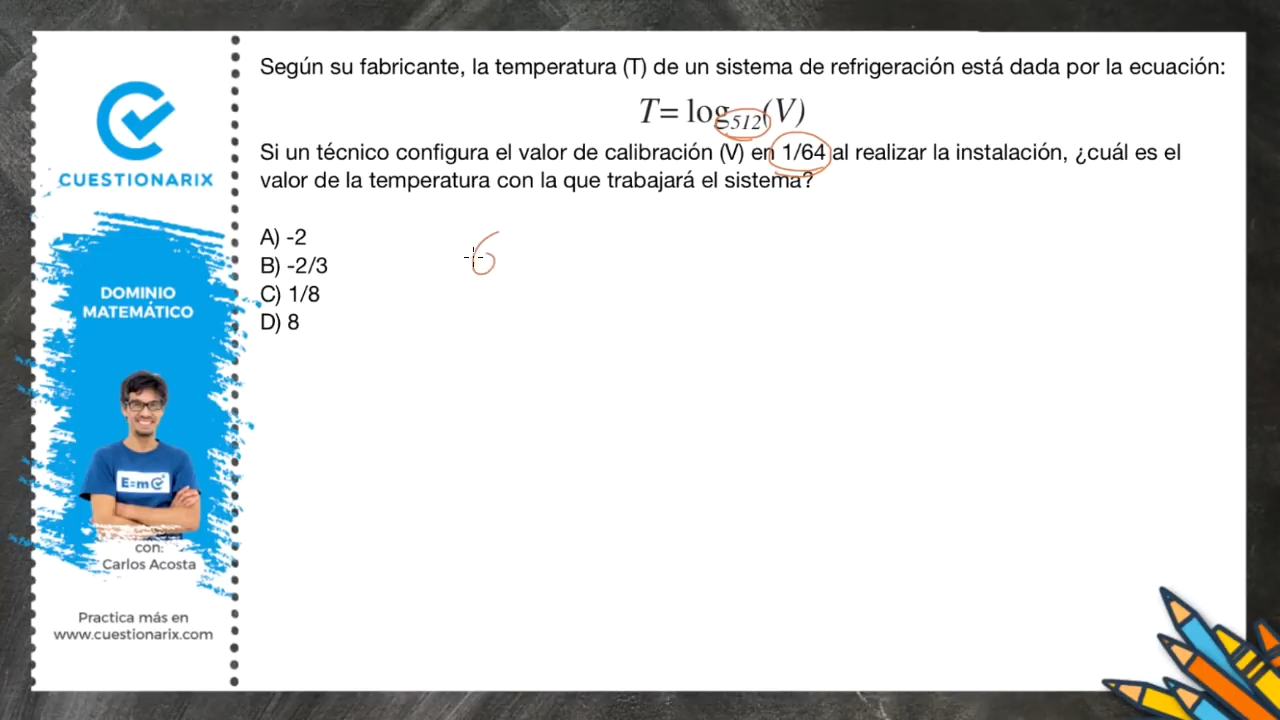 CUESTIONARIX
DOMINIO
MATEMÁTICO
E=m
con:
Carlos Acosta
Practica más en
www.cuestionarix.com
Según su fabricante, la temperatura (T) de un sistema de refrigeración está dada por la ecuación:
T= log512(V)
Si un técnico configura el valor de calibración (V) en 1/64 al realizar la instalación, ¿cuál es el
valor de la temperatura con la que trabajará el sistema?
A) -2
B) -2/3
C) 1/8
D) 8
6